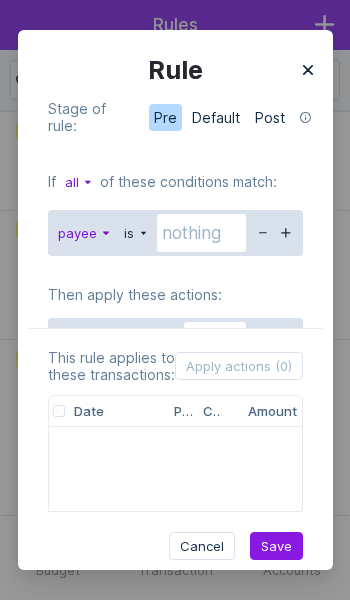 Rules
Rule
Stage of
rule:
Pre Default Post
If all of these conditions match:
payee is nothing
Then apply these actions:
This rule applies to
these transactions:
Apply actions (0)
Date P... C.. Amount
Cancel Save
Budget Transaction Accounts